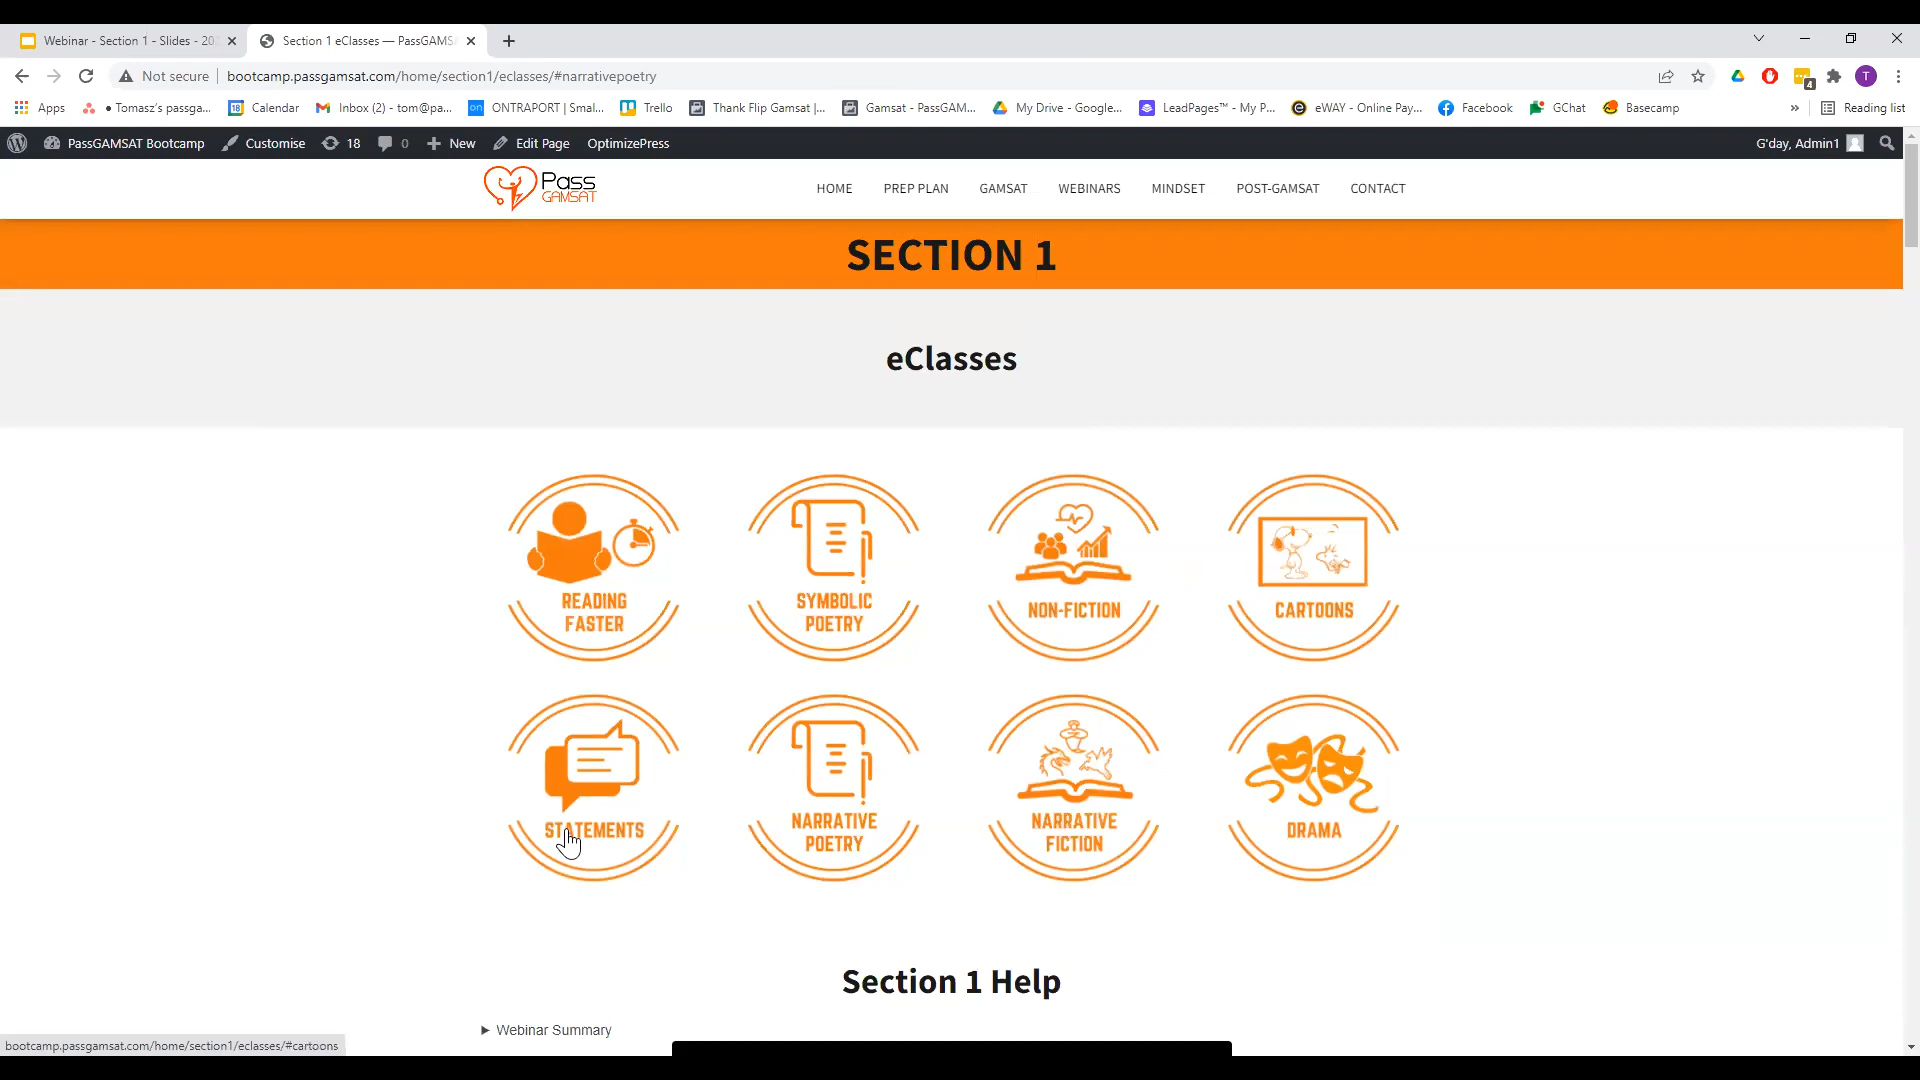 Webinar - Section 1 - Slides - 20
Section 1 eClasses — PassGAMS
Not secure
bootcamp.passgamsat.com/home/section1/eclasses/#narrativepoetry
4
T
Apps
Tomasz's passga...
18
Calendar
Inbox (2) - tom@pa...
on
ONTRAPORT | Smal...
Trello
Thank Flip Gamsat |...
Gamsat - PassGAM...
My Drive - Google...
LeadPages™ - My P...
eWAY - Online Pay...
Facebook
GChat
Basecamp
»
Reading list
PassGAMSAT Bootcamp
Customise
18
0
New
Edit Page
OptimizePress
G'day, Admin1
Pass
GAMSAT
HOME
PREP PLAN
GAMSAT
WEBINARS
MINDSET
POST-GAMSAT
CONTACT
SECTION 1
eClasses
READING
FASTER
SYMBOLIC
POETRY
NON-FICTION
CARTOONS
STATEMENTS
NARRATIVE
POETRY
NARRATIVE
FICTION
DRAMA
Section 1 Help
Webinar Summary
bootcamp.passgamsat.com/home/section1/eclasses/#cartoons